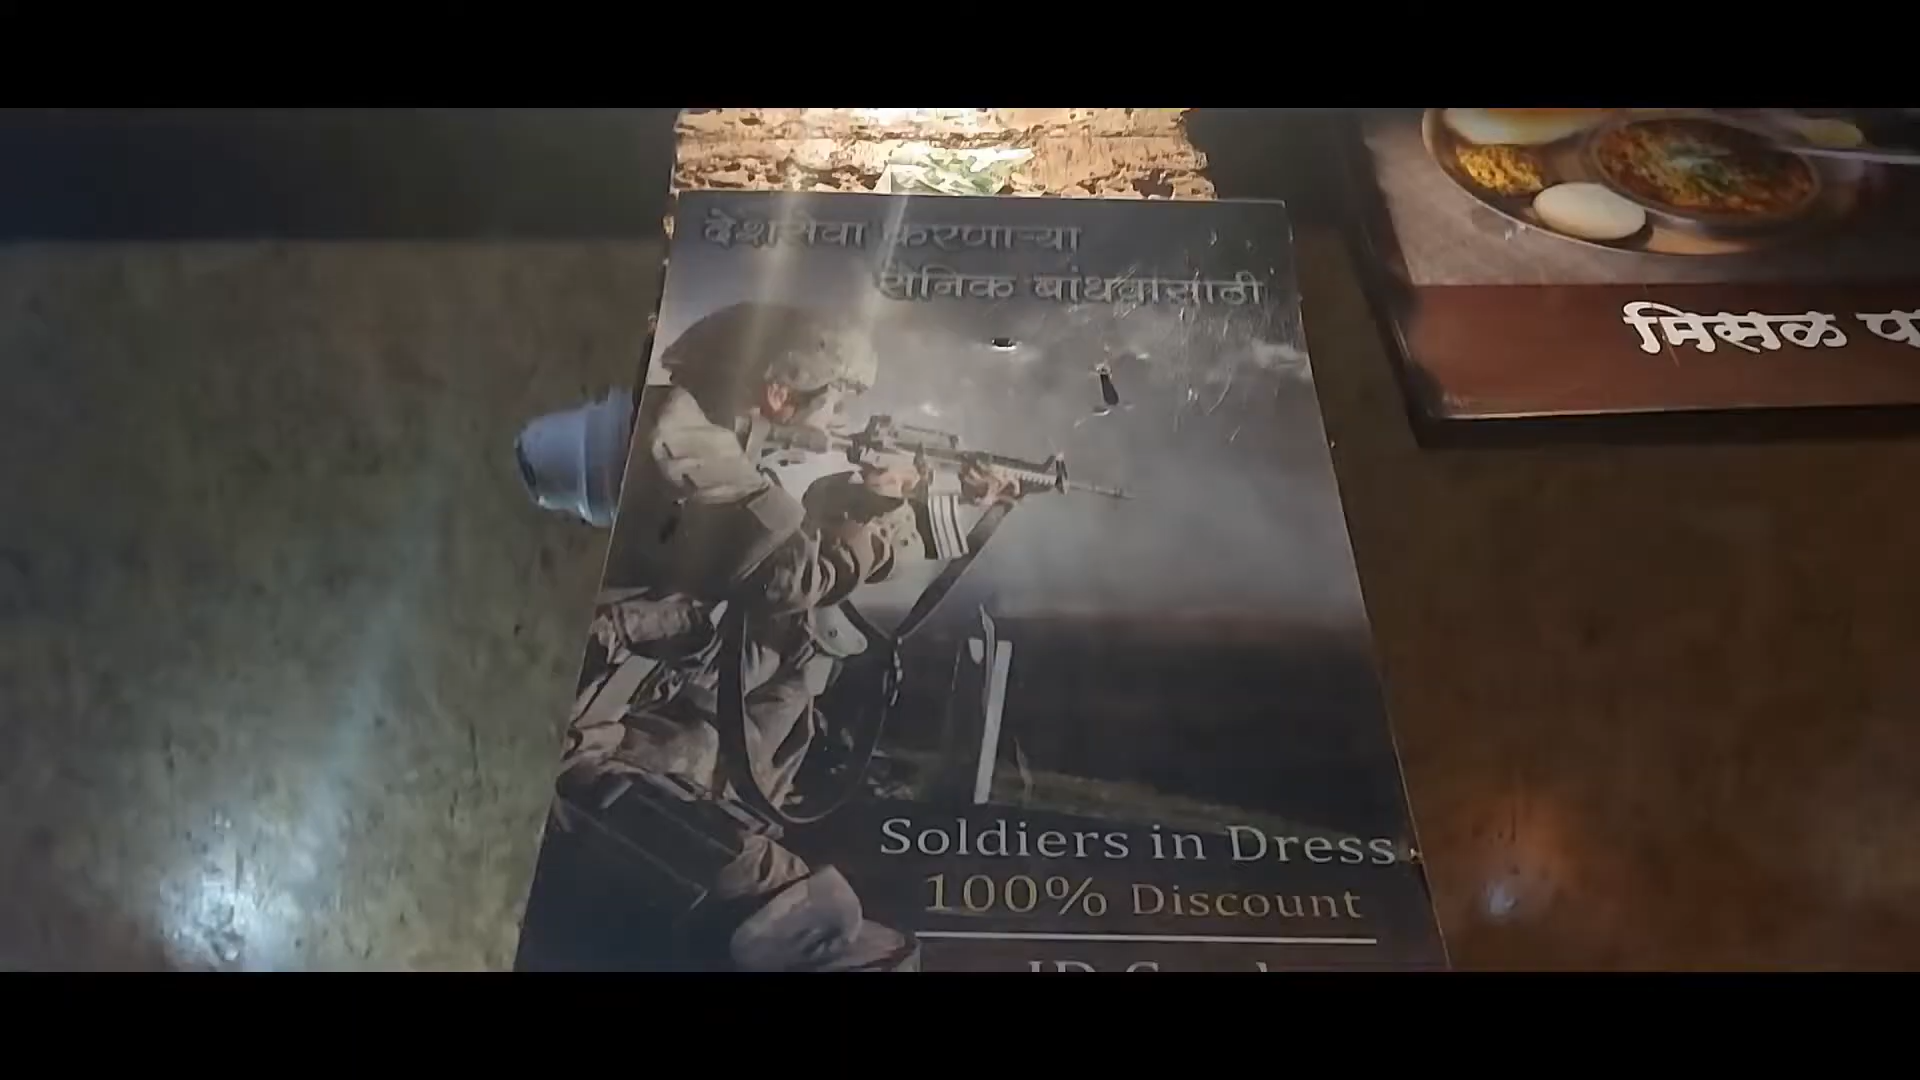 देशसेवा करणाऱ्या
सैनिक बांधवांसाठी
Soldiers in Dress
100% Discount
मिसळ